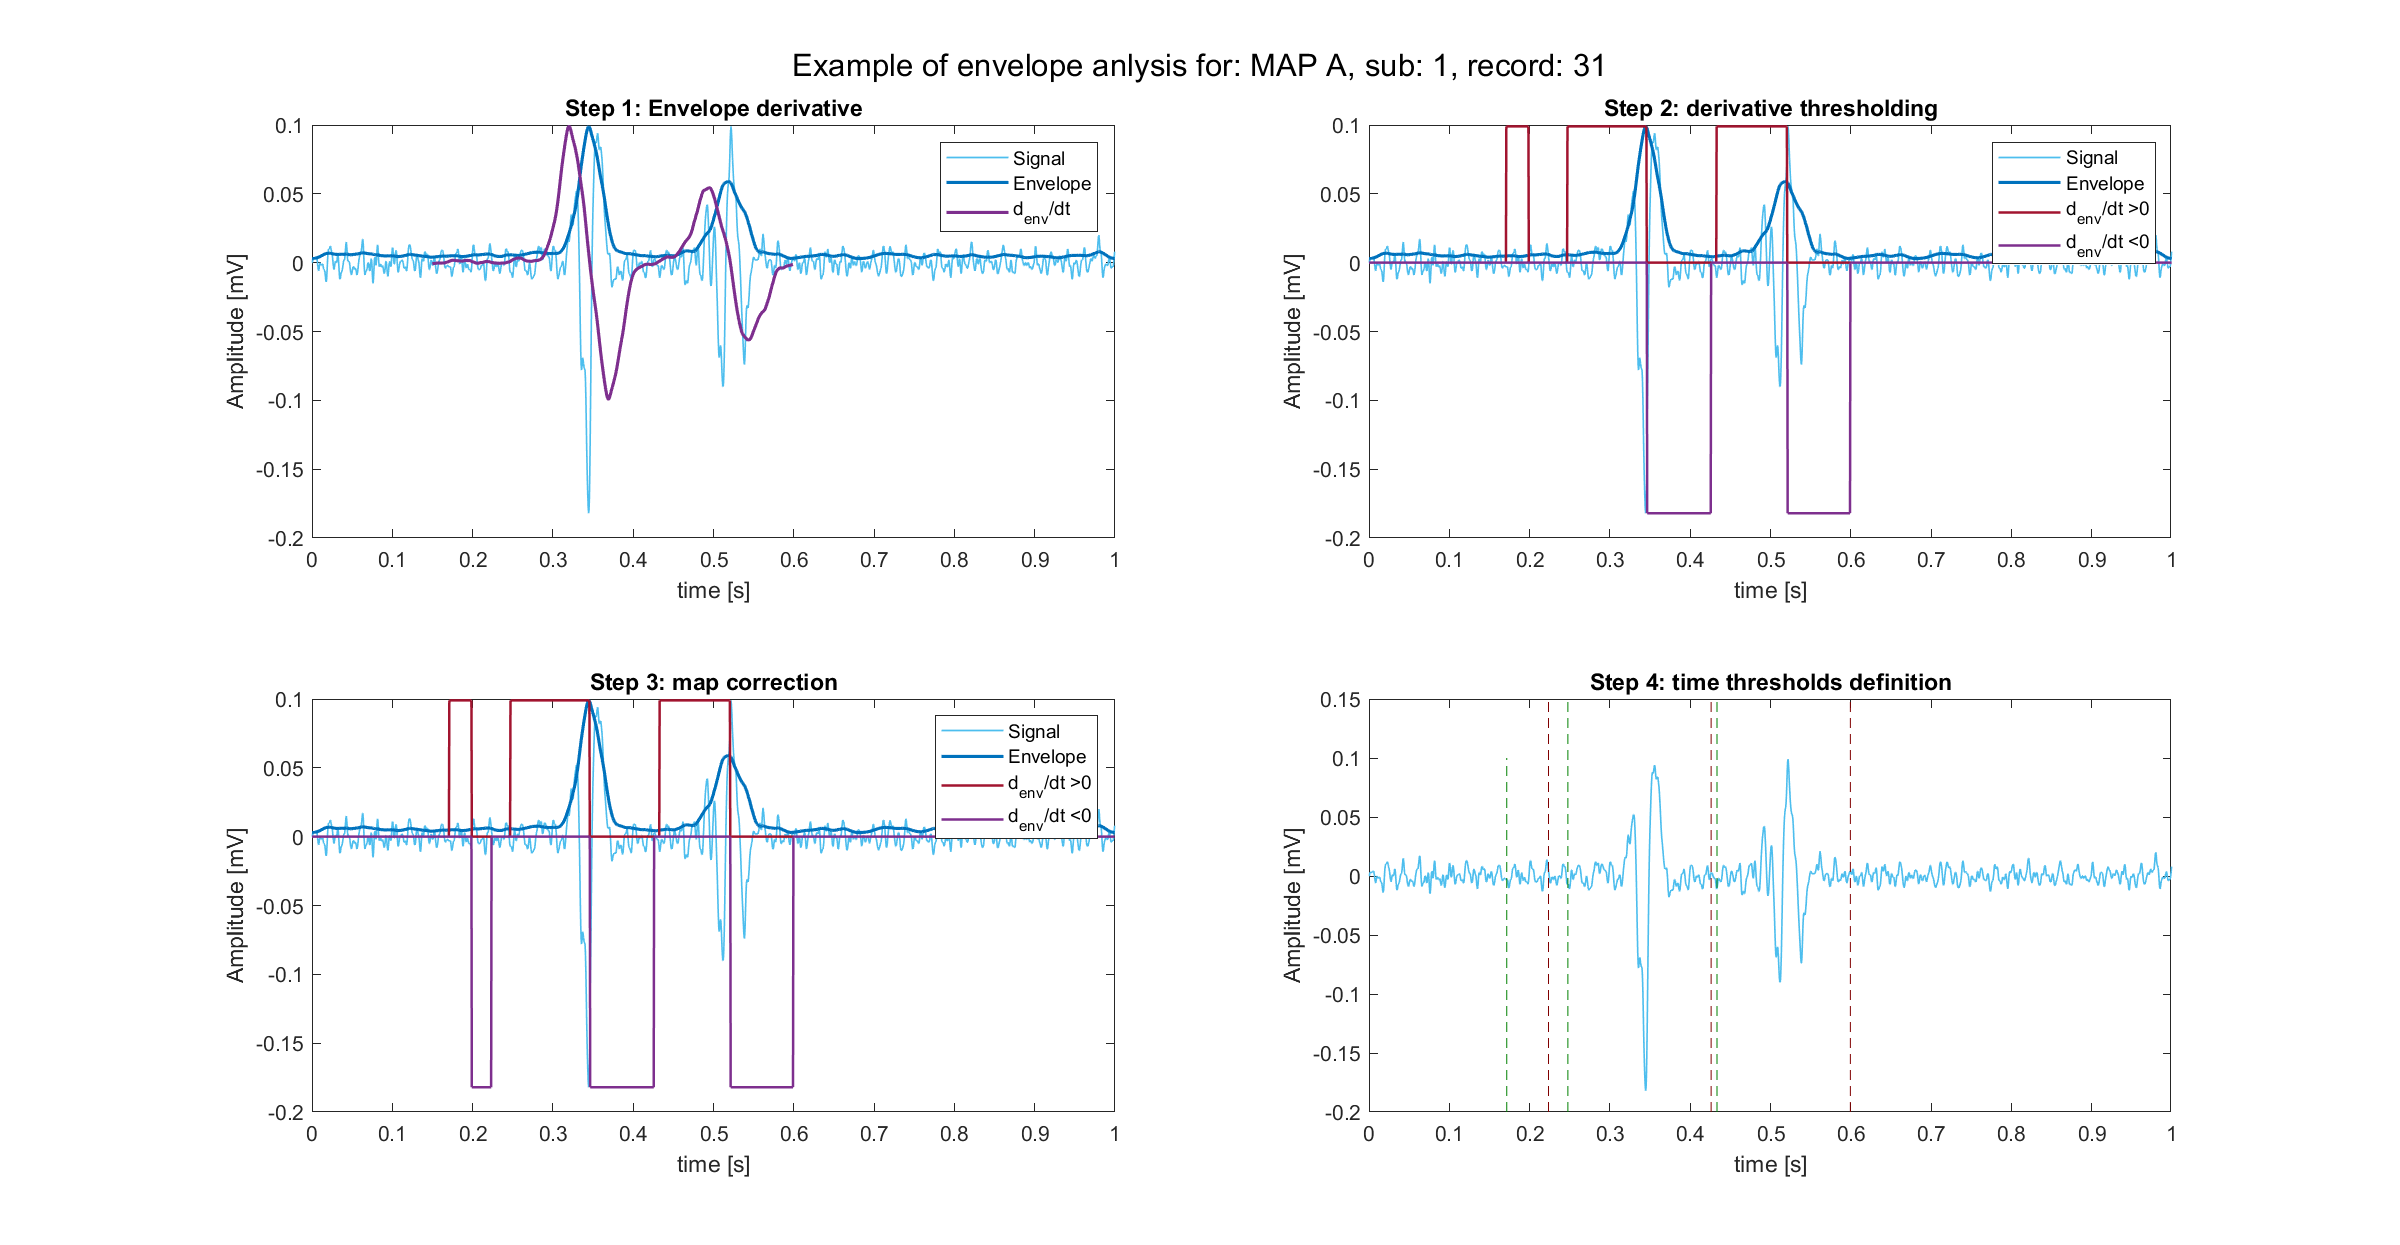 Example of envelope anlysis for: MAP A, sub: 1, record: 31
Step 1: Envelope derivative
0.1
0.05
0
-0.05
-0.1
-0.15
-0.2
Amplitude [mV]
0 0.1 0.2 0.3 0.4 0.5 0.6 0.7 0.8 0.9 1
time [s]
Signal
Envelope
d_env/dt
Step 2: derivative thresholding
0.1
0.05
0
-0.05
-0.1
-0.15
-0.2
Amplitude [mV]
0 0.1 0.2 0.3 0.4 0.5 0.6 0.7 0.8 0.9 1
time [s]
Signal
Envelope
d_env/dt >0
d_env/dt <0
Step 3: map correction
0.1
0.05
0
-0.05
-0.1
-0.15
-0.2
Amplitude [mV]
0 0.1 0.2 0.3 0.4 0.5 0.6 0.7 0.8 0.9 1
time [s]
Signal
Envelope
d_env/dt >0
d_env/dt <0
Step 4: time thresholds definition
0.15
0.1
0.05
0
-0.05
-0.1
-0.15
-0.2
Amplitude [mV]
0 0.1 0.2 0.3 0.4 0.5 0.6 0.7 0.8 0.9 1
time [s]